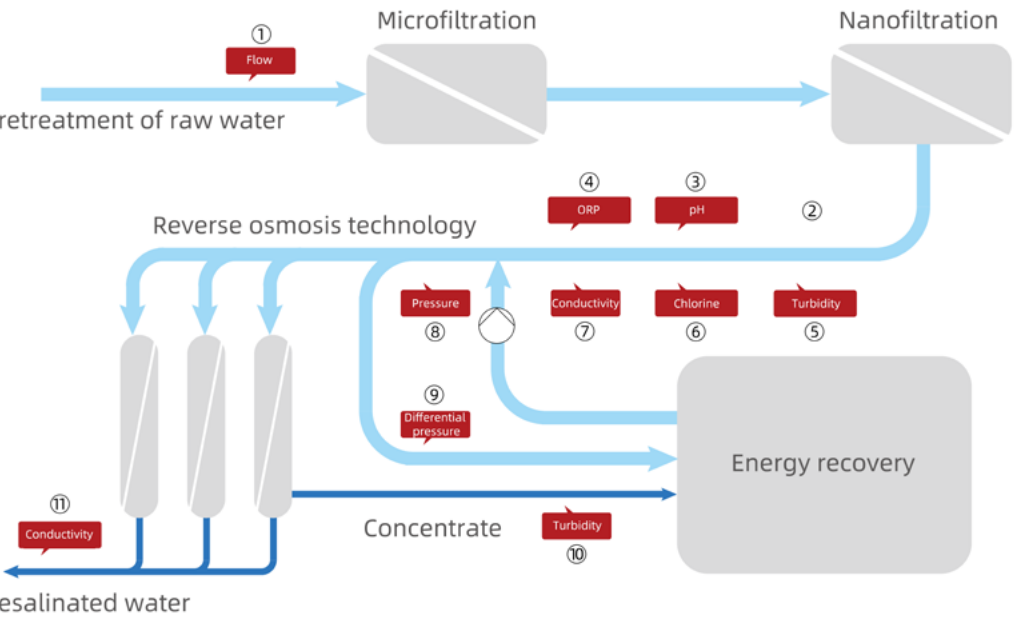 Microfiltration
Nanofiltration
①
Flow
retreatment of raw water
④
③
ORP
pH
②
Reverse osmosis technology
Pressure
Conductivity
Chlorine
Turbidity
⑧
⑦
⑥
⑤
⑨
Differential
pressure
Energy recovery
⑪
Conductivity
Concentrate
Turbidity
⑩
esalinated water